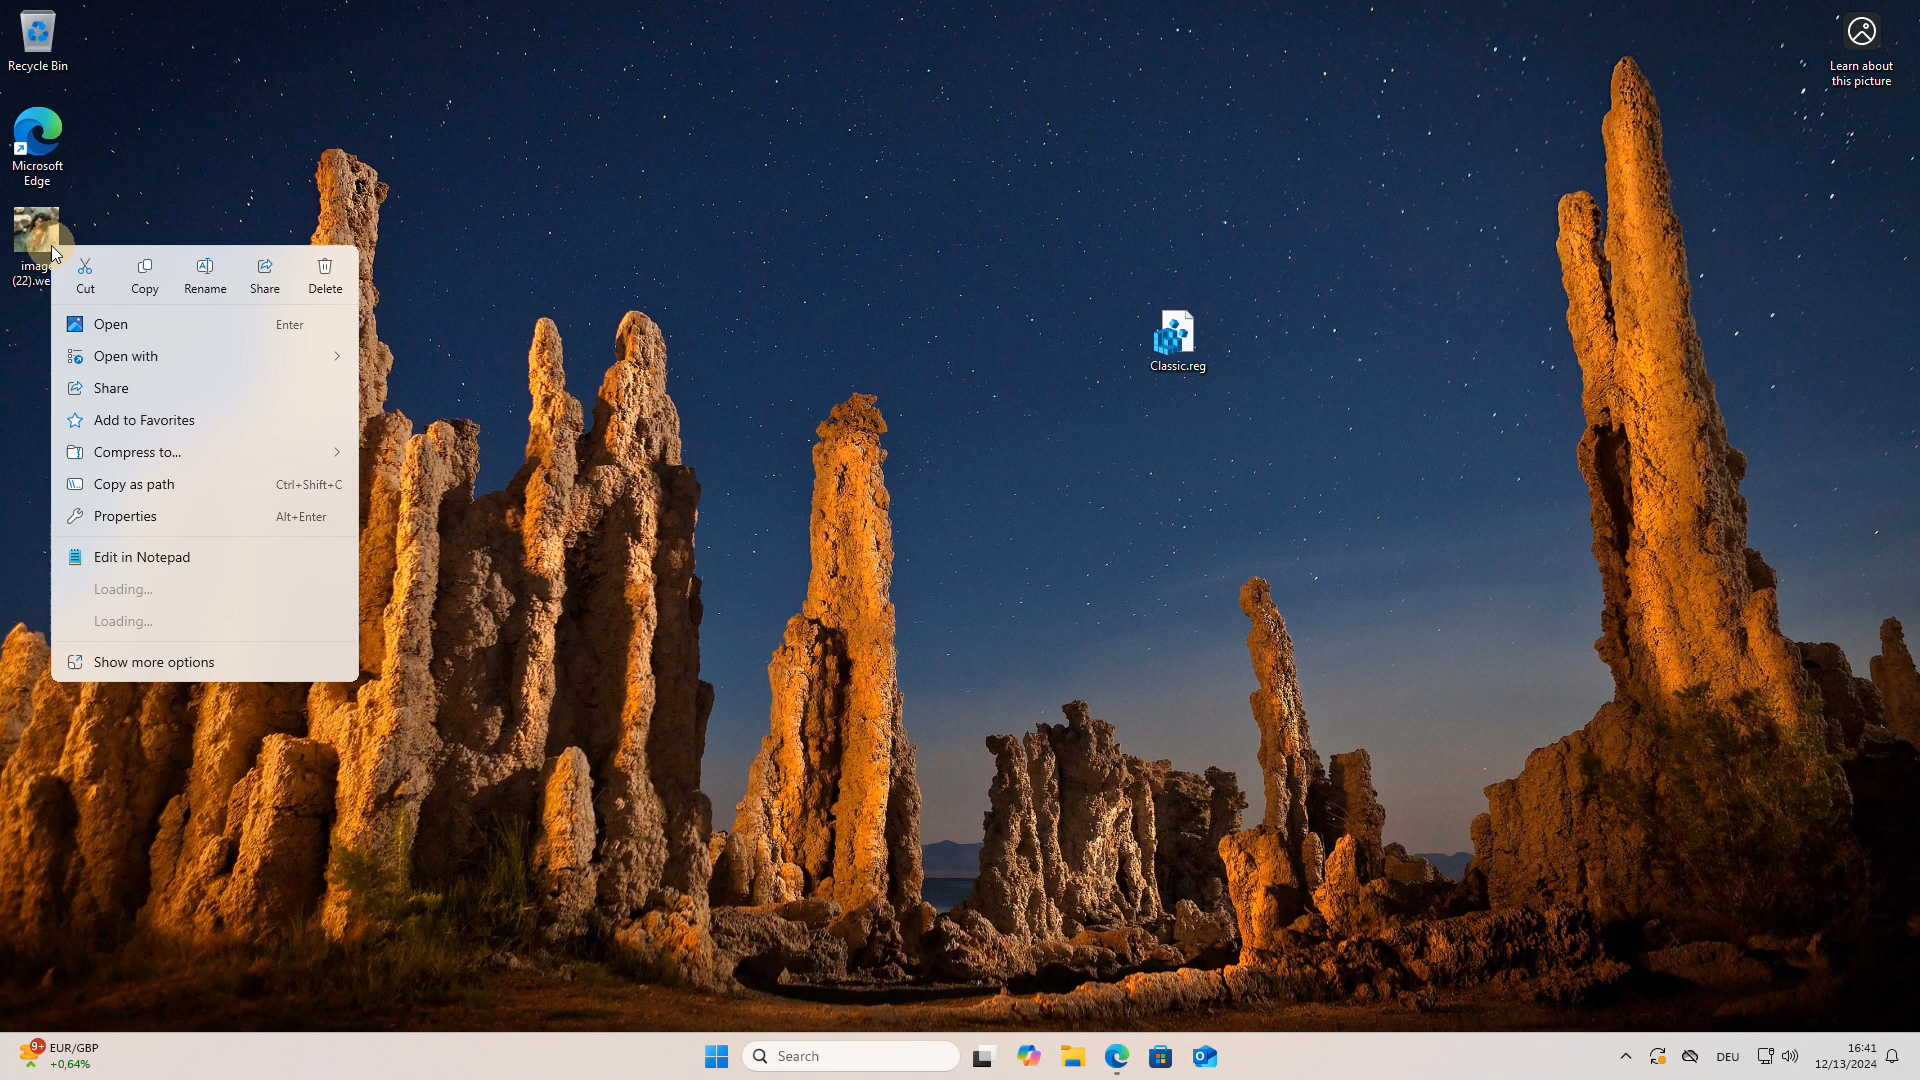 Recycle Bin
Learn about
this picture
Microsoft
Edge
image
(22).we
Cut
Copy
Rename
Share
Delete
Open
Enter
Open with
Share
Add to Favorites
Compress to...
Copy as path
Ctrl+Shift+C
Properties
Alt+Enter
Edit in Notepad
Loading...
Loading...
Show more options
Classic.reg
9+
EUR/GBP
+0,64%
Search
DEU
16:41
12/13/2024